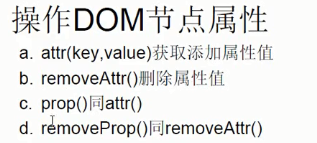 操作DOM节点属性
a. attr(key,value)获取添加属性值
b. removeAttr()删除属性值
c. prop()同attr()
d. removeProp()同removeAttr()